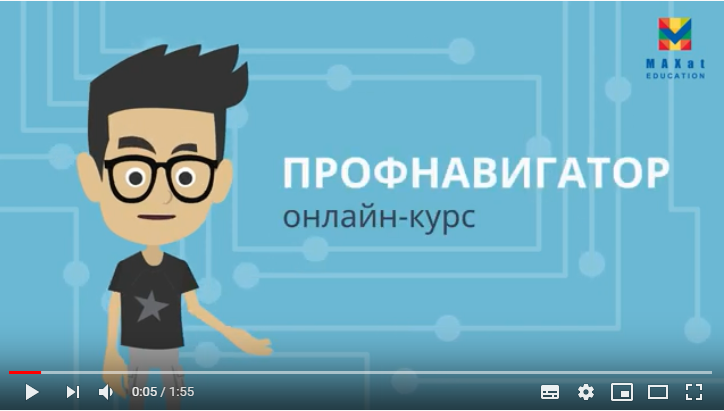 MAXat
EDUCATION
ПРОФНАВИГАТОР
онлайн-курс
0:05 / 1:55